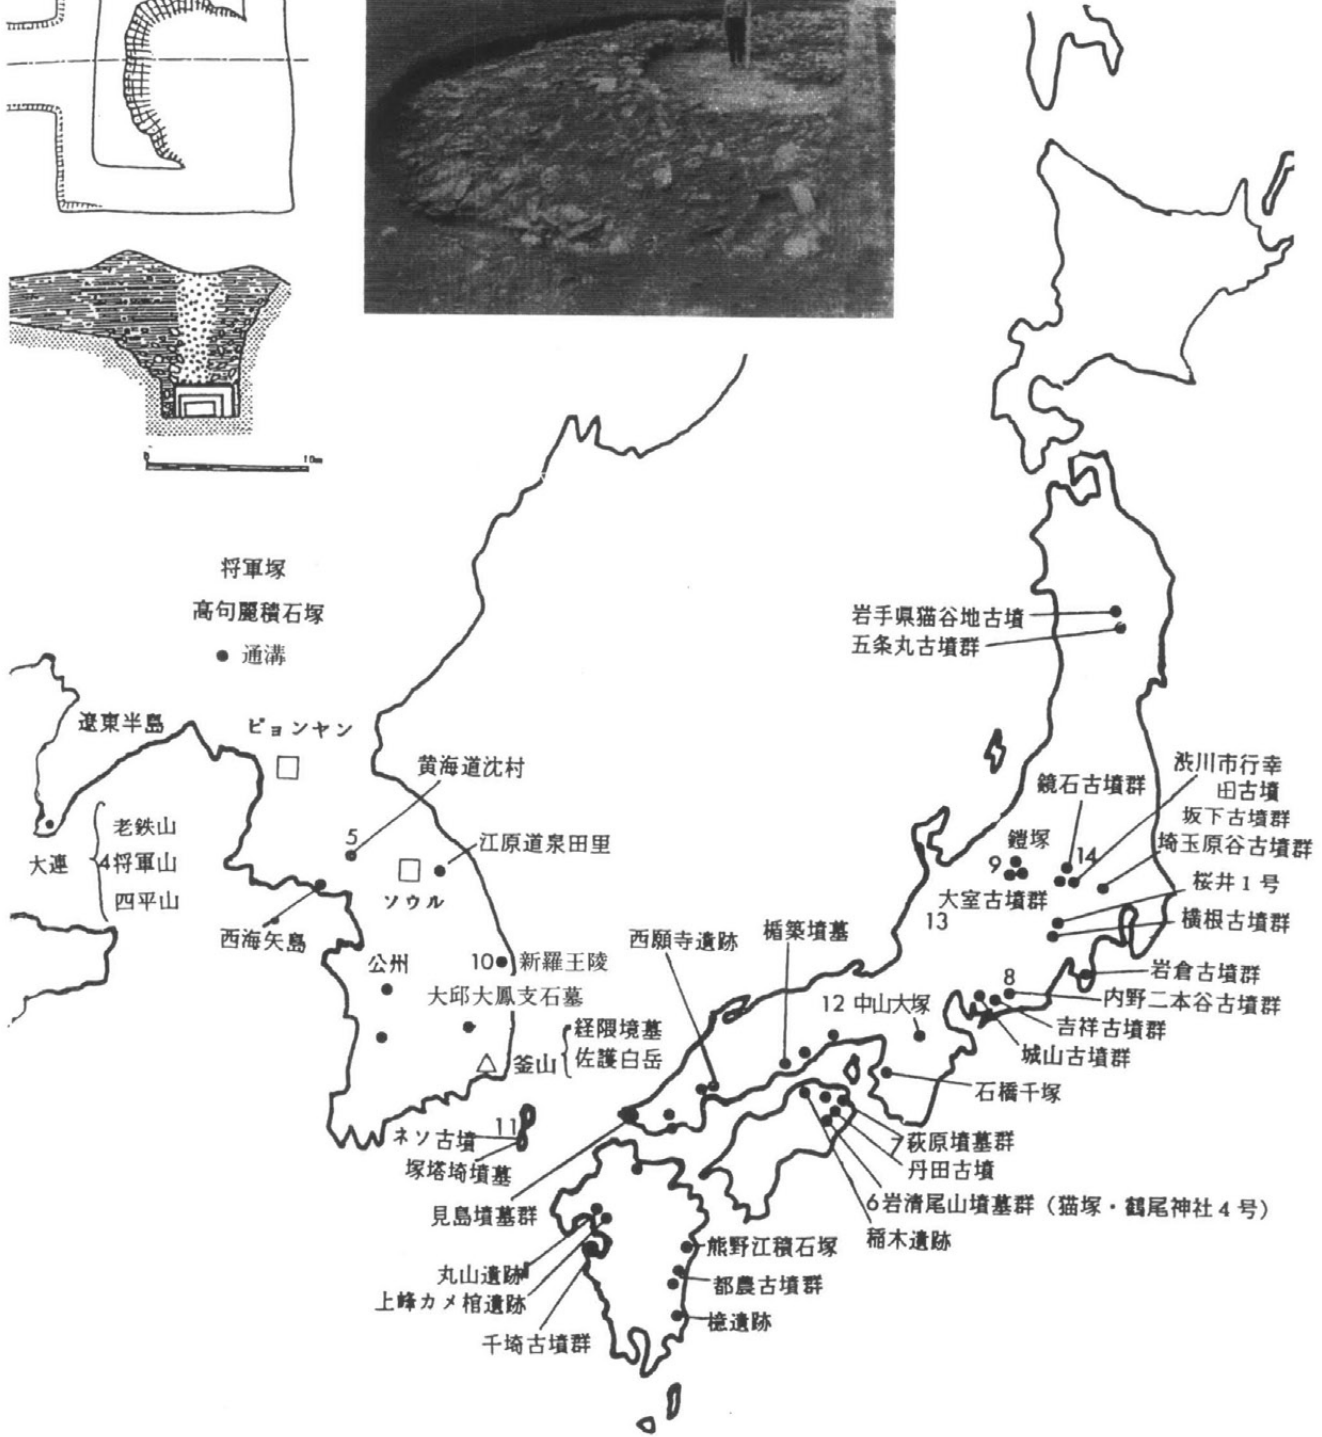 10m
将軍塚
高句麗積石塚
通溝
遼東半島
ピョンヤン
黄海道沈村
老鉄山
大連
4将軍山
四平山
5
江原道泉田里
ソウル
西海矢島
公州
10
新羅王陵
大邱大鳳支石墓
釜山
経隈境墓
佐護白岳
11
ネソ古墳
塚塔埼墳墓
見島墳墓群
丸山遺跡
上峰カメ棺遺跡
千埼古墳群
西願寺遺跡
楯築墳墓
12 中山大塚
岩手県猫谷地古墳
五条丸古墳群
渋川市行幸
田古墳
鏡石古墳群
坂下古墳群
14
鎧塚
9
埼玉原谷古墳群
大室古墳群
13
桜井1号
横根古墳群
岩倉古墳群
8
内野二本谷古墳群
吉祥古墳群
城山古墳群
石橋千塚
7
萩原墳墓群
丹田古墳
6岩清尾山墳墓群（猫塚・鶴尾神社4号）
稲木遺跡
熊野江積石塚
都農古墳群
檍遺跡